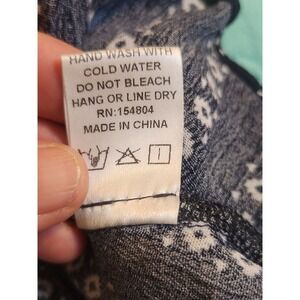 HAND WASH WITH
COLD WATER
DO NOT BLEACH
HANG OR LINE DRY
RN:154804
MADE IN CHINA